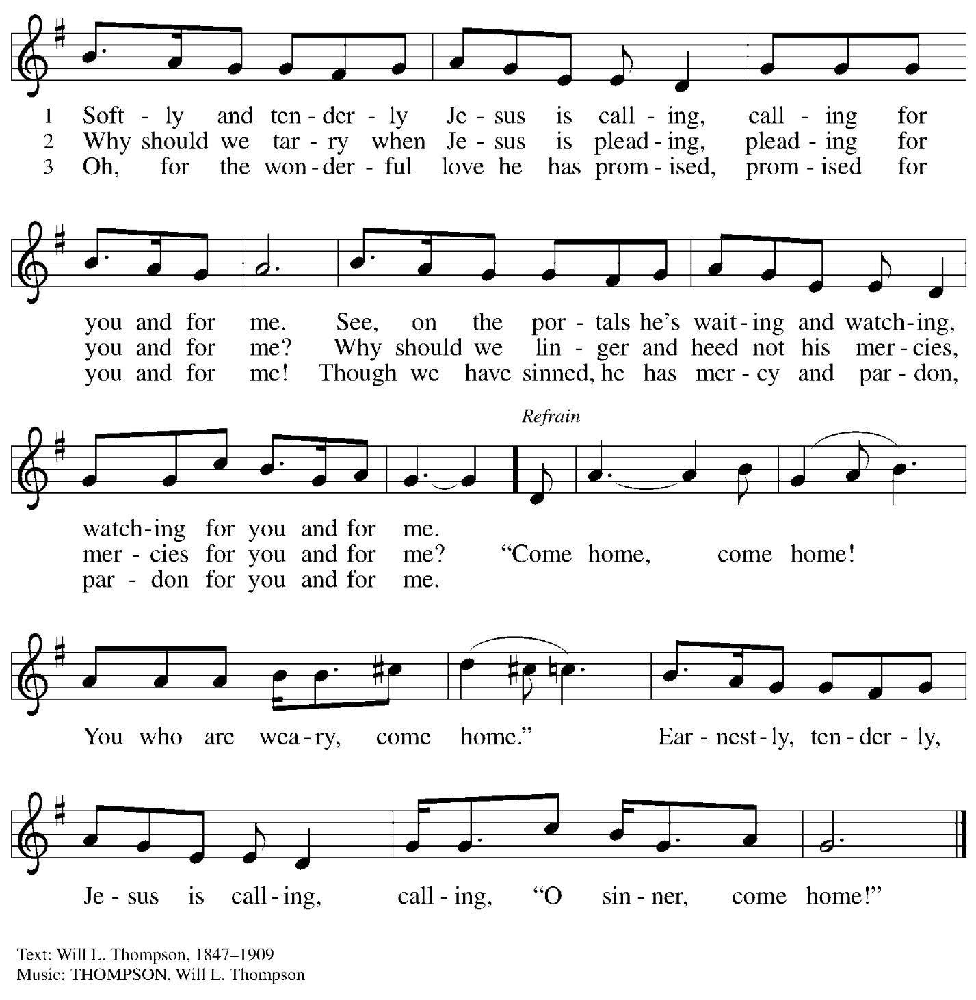 1 Soft - ly and ten - der - ly Je - sus is call - ing, call - ing for
2 Why should we tar - ry when Je - sus is plead - ing, plead - ing for
3 Oh, for the won - der - ful love he has prom - ised, prom - ised for
you and for me. See, on the por - tals he's wait - ing and watch - ing,
you and for me? Why should we lin - ger and heed not his mer - cies,
you and for me! Though we have sinned, he has mer - cy and par - don,
Refrain
watch - ing for you and for me.
mer - cies for you and for me? “Come home, come home!
par - don for you and for me.
You who are wea - ry, come home.” Ear - nest - ly, ten - der - ly,
Je - sus is call - ing, call - ing, “O sin - ner, come home!”
Text: Will L. Thompson, 1847–1909
Music: THOMPSON, Will L. Thompson